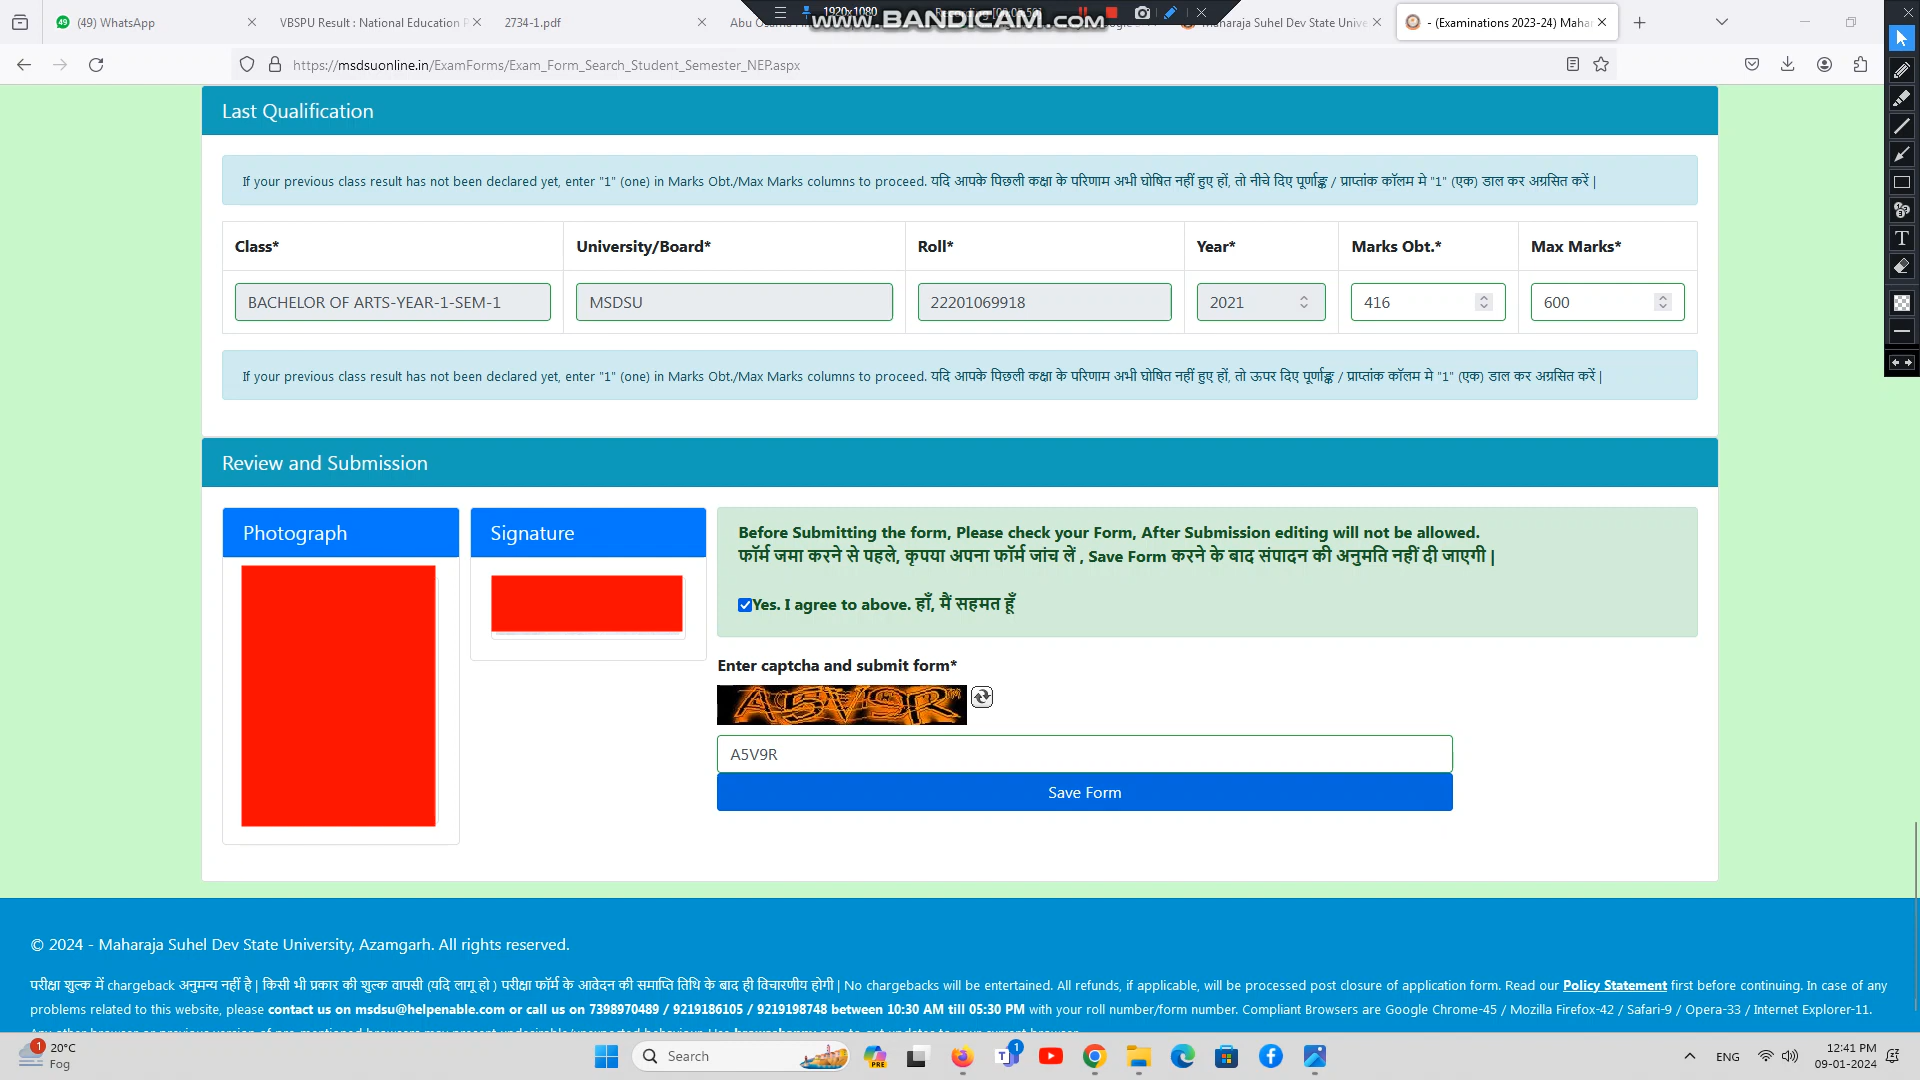 (49) WhatsApp
VBSPU Result : National Education P
2734-1.pdf
1920x1080
www.BANDICAM.com
Maharaja Suhel Dev State Unive
- (Examinations 2023-24) Maha
https://msdsuonline.in/ExamForms/Exam_Form_Search_Student_Semester_NEP.aspx
Last Qualification
If your previous class result has not been declared yet, enter "1" (one) in Marks Obt./Max Marks columns to proceed. यदि आपके पिछली कक्षा के परिणाम अभी घोषित नहीं हुए हों, तो नीचे दिए पूर्णाङ्क / प्राप्तांक कॉलम मे "1" (एक) डाल कर अग्रसित करें |
Class* University/Board* Roll* Year* Marks Obt.* Max Marks*
BACHELOR OF ARTS-YEAR-1-SEM-1 MSDSU 22201069918 2021 416 600
If your previous class result has not been declared yet, enter "1" (one) in Marks Obt./Max Marks columns to proceed. यदि आपके पिछली कक्षा के परिणाम अभी घोषित नहीं हुए हों, तो ऊपर दिए पूर्णाङ्क / प्राप्तांक कॉलम मे "1" (एक) डाल कर अग्रसित करें |
Review and Submission
Photograph
Signature
Before Submitting the form, Please check your Form, After Submission editing will not be allowed.
फॉर्म जमा करने से पहले, कृपया अपना फॉर्म जांच लें , Save Form करने के बाद संपादन की अनुमति नहीं दी जाएगी |
Yes. I agree to above. हाँ, मैं सहमत हूँ
Enter captcha and submit form*
A5V9R
A5V9R
Save Form
© 2024 - Maharaja Suhel Dev State University, Azamgarh. All rights reserved.
परीक्षा शुल्क में chargeback अनुमन्य नहीं है | किसी भी प्रकार की शुल्क वापसी (यदि लागू हो ) परीक्षा फॉर्म के आवेदन की समाप्ति तिथि के बाद ही विचारणीय होगी | No chargebacks will be entertained. All refunds, if applicable, will be processed post closure of application form. Read our Policy Statement first before continuing. In case of any
problems related to this website, please contact us on msdsu@helpenable.com or call us on 7398970489 / 9219186105 / 9219198748 between 10:30 AM till 05:30 PM with your roll number/form number. Compliant Browsers are Google Chrome-45 / Mozilla Firefox-42 / Safari-9 / Opera-33 / Internet Explorer-11.
1
20°C
Fog
Search
PRE
1
ENG
12:41 PM
09-01-2024